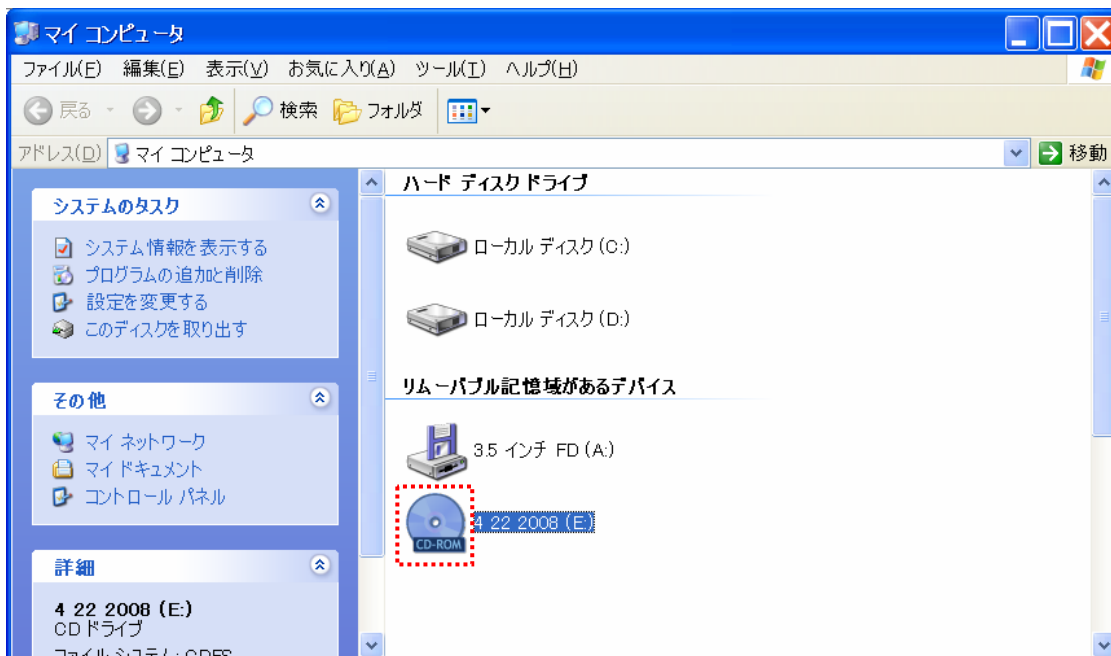 マイ コンピュータ
ファイル(F) 編集(E) 表示(V) お気に入り(A) ツール(T) ヘルプ(H)
戻る 検索 フォルダ
アドレス(D) マイ コンピュータ 移動
システムのタスク
システム情報を表示する
プログラムの追加と削除
設定を変更する
このディスクを取り出す
その他
マイ ネットワーク
マイ ドキュメント
コントロール パネル
詳細
4 22 2008 (E:)
CD ドライブ
ファイル システム: CDFS
ハード ディスク ドライブ
ローカル ディスク (C:)
ローカル ディスク (D:)
リムーバブル記憶域があるデバイス
3.5 インチ FD (A:)
4 22 2008 (E:)
CD-ROM